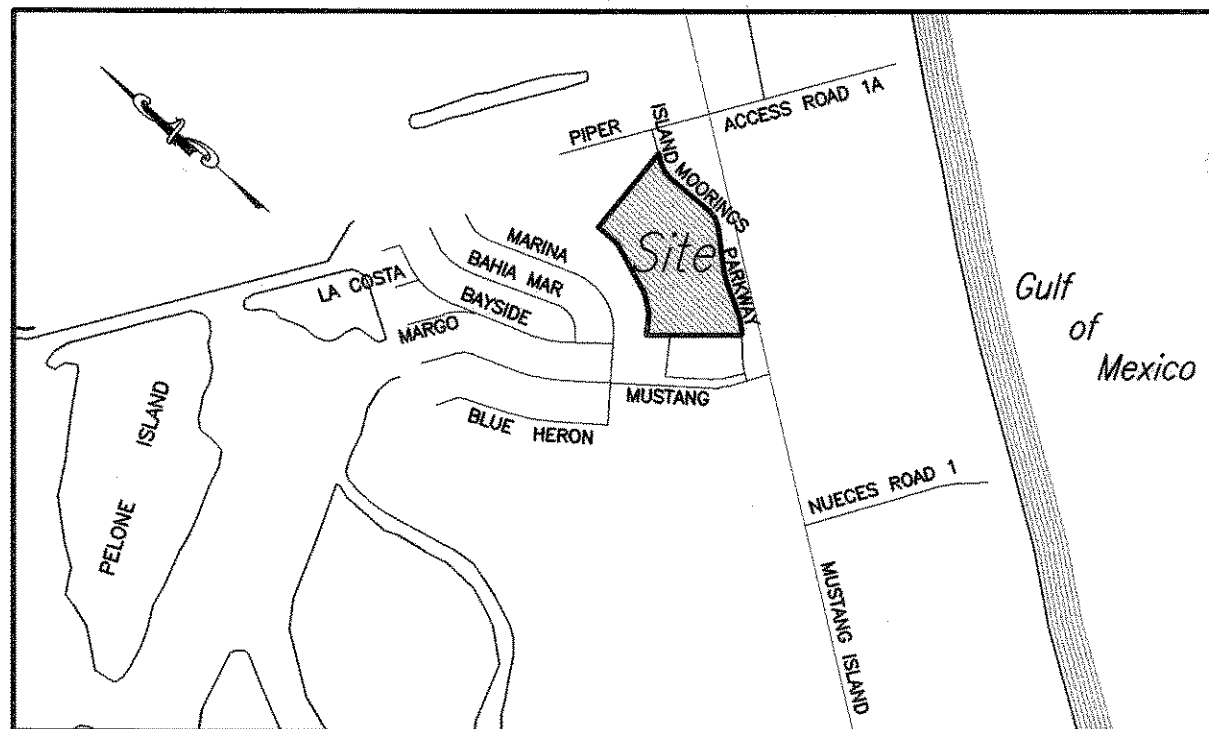 PIPER
ACCESS ROAD 1A
ISLAND MOORINGS PARKWAY
Site
MARINA
BAHIA MAR
BAYSIDE
LA COSTA
MARGO
MUSTANG
BLUE HERON
Gulf
of
Mexico
PELONE ISLAND
NUECES ROAD 1
MUSTANG ISLAND